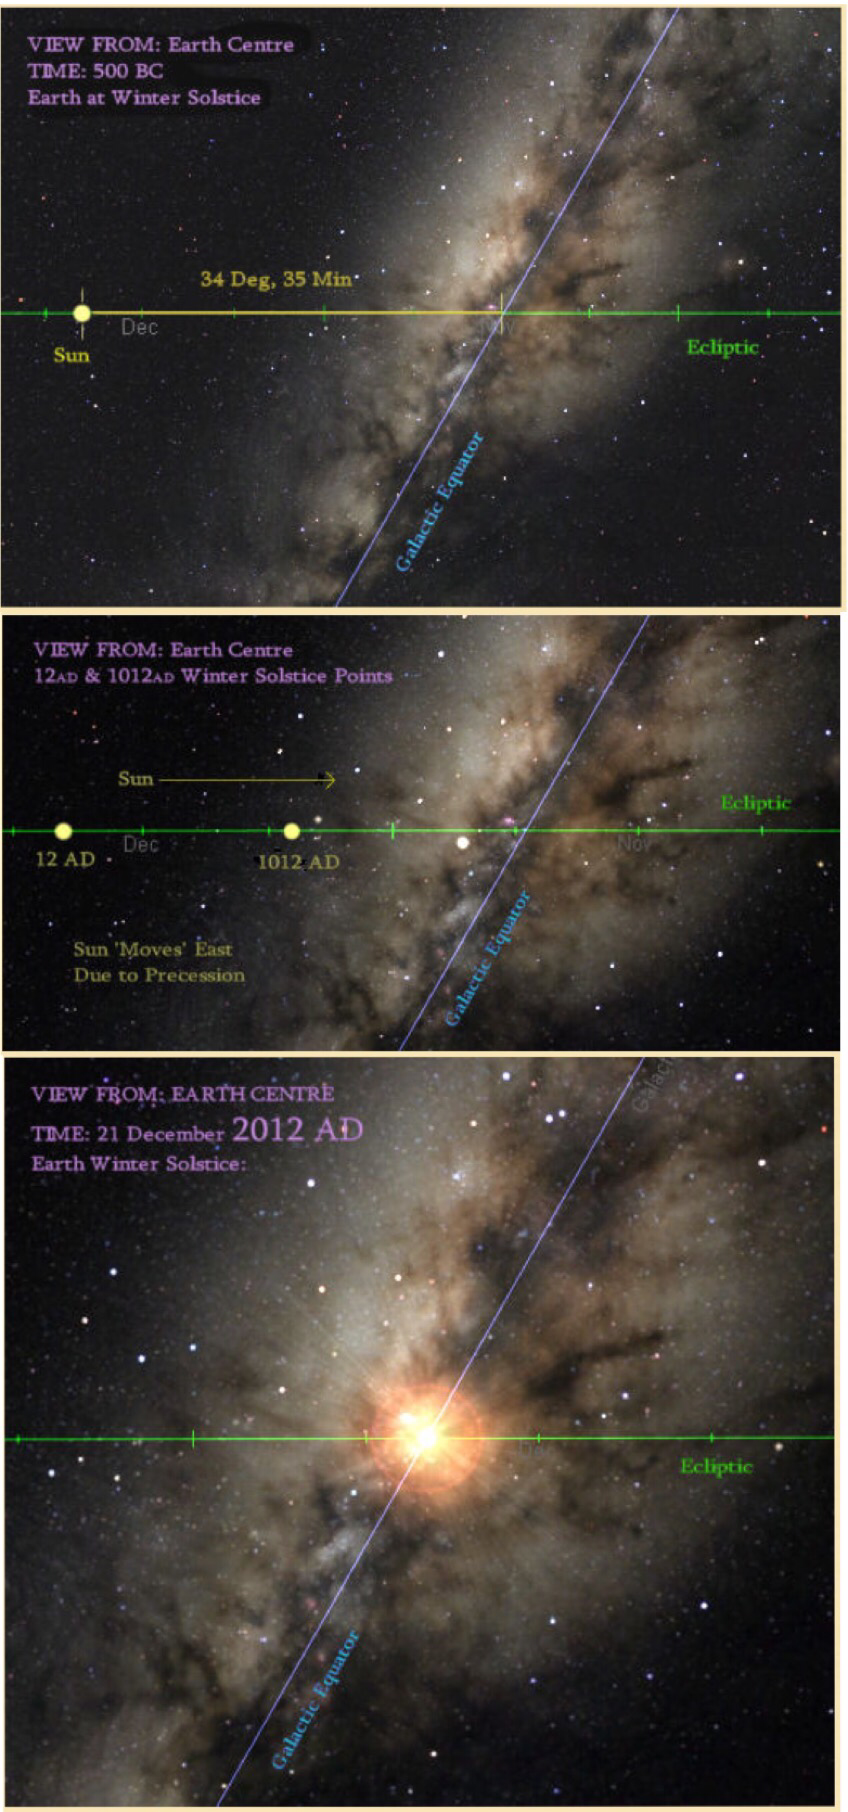 VIEW FROM: Earth Centre
TIME: 500 BC
Earth at Winter Solstice
34 Deg, 35 Min
Dec
Sun
Ecliptic
Galactic Equator
VIEW FROM: Earth Centre
12AD & 1012AD Winter Solstice Points
Sun
Ecliptic
Dec
Nov
12 AD
1012 AD
Galactic Equator
Sun 'Moves' East
Due to Precession
VIEW FROM: EARTH CENTRE
TIME: 21 December 2012 AD
Earth Winter Solstice:
Ecliptic
Galactic Equator